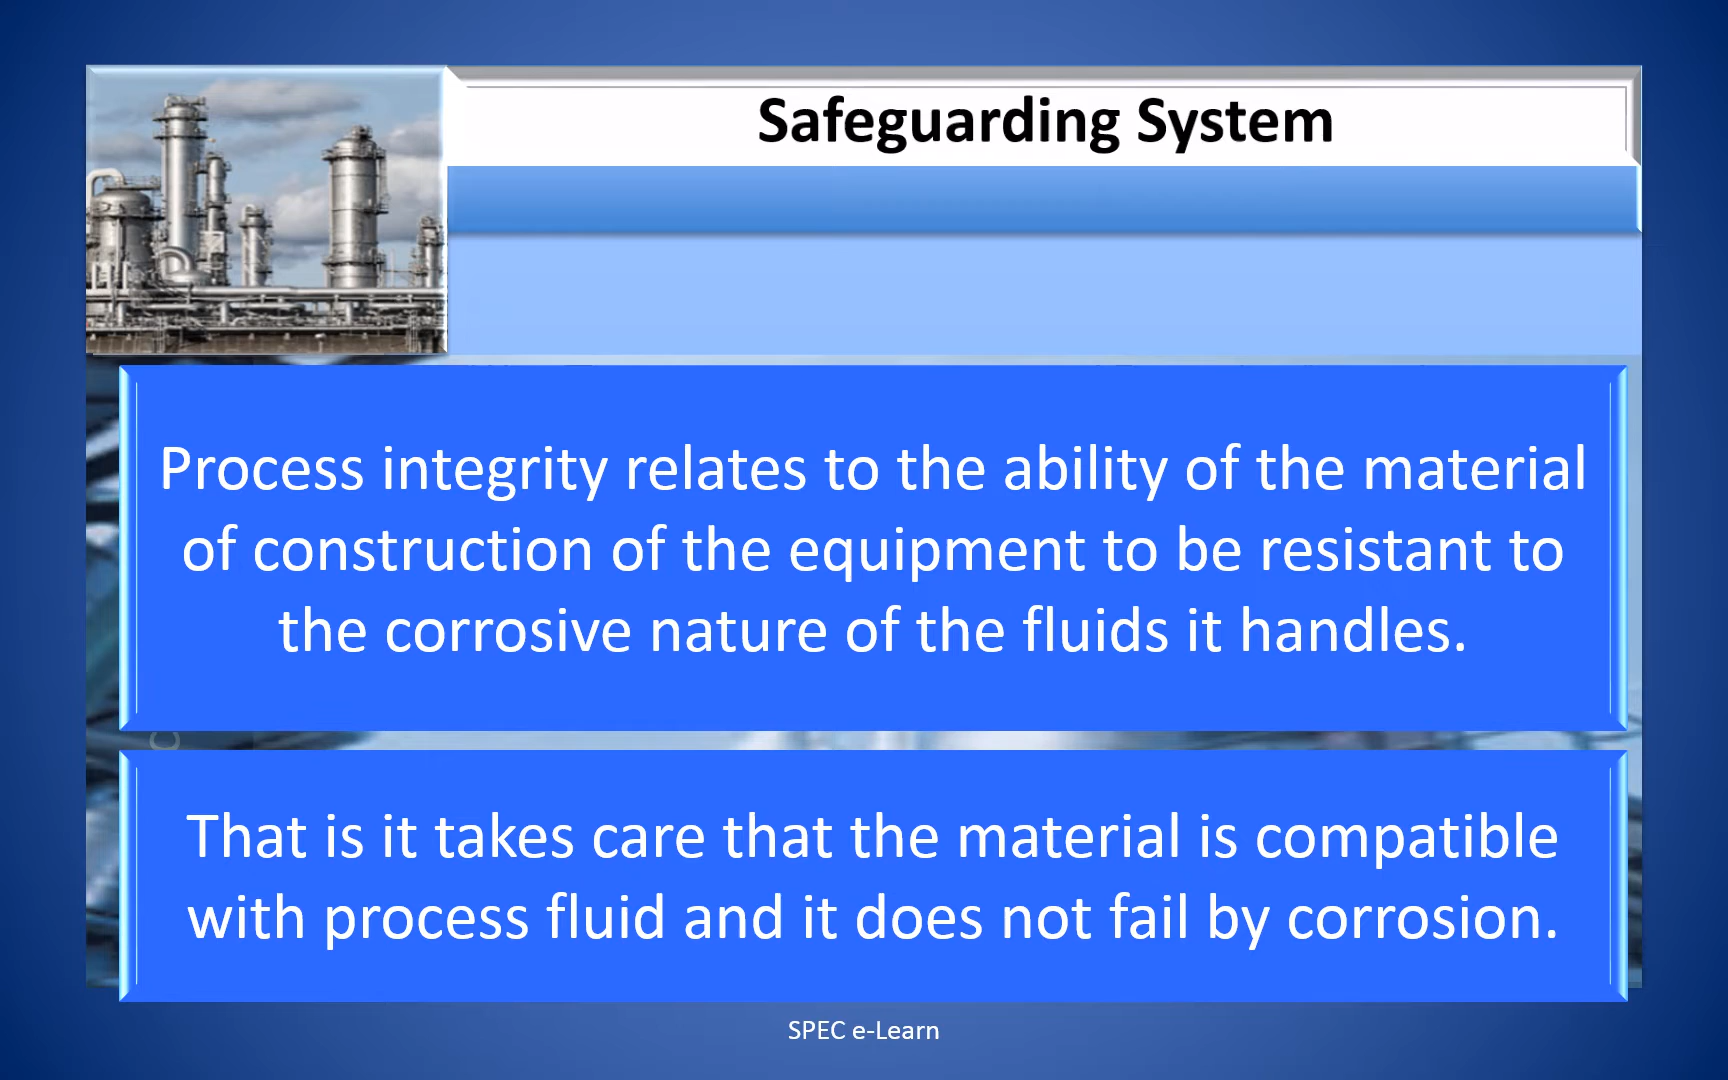 Safeguarding System
Process integrity relates to the ability of the material
of construction of the equipment to be resistant to
the corrosive nature of the fluids it handles.
That is it takes care that the material is compatible
with process fluid and it does not fail by corrosion.
SPEC e-Learn